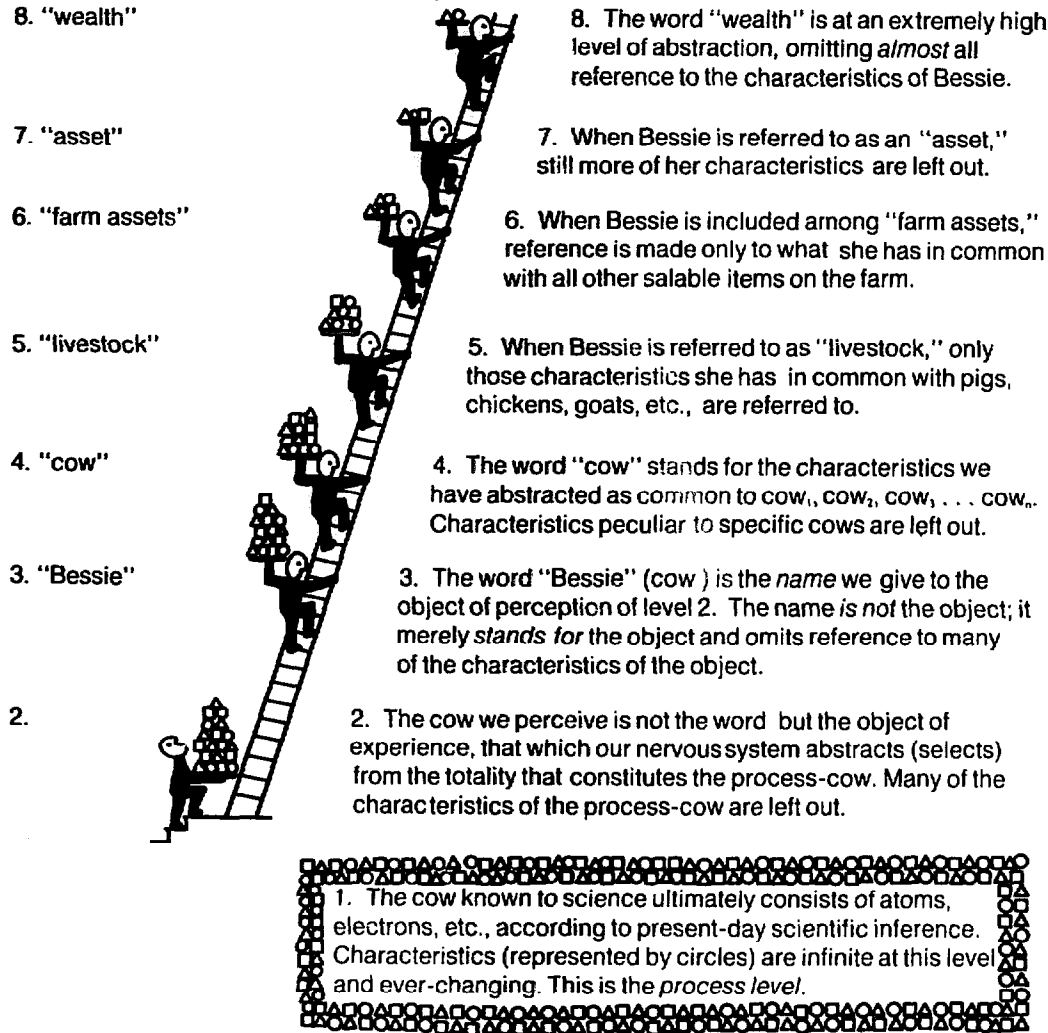 8. "wealth"
8. The word "wealth" is at an extremely high
level of abstraction, omitting almost all
reference to the characteristics of Bessie.
7. "asset"
7. When Bessie is referred to as an "asset,"
still more of her characteristics are left out.
6. "farm assets"
6. When Bessie is included among "farm assets,"
reference is made only to what she has in common
with all other salable items on the farm.
5. "livestock"
5. When Bessie is referred to as "livestock," only
those characteristics she has in common with pigs,
chickens, goats, etc., are referred to.
4. "cow"
4. The word "cow" stands for the characteristics we
have abstracted as common to cow₁, cow₂, cow₃ . . . cowₙ.
Characteristics peculiar to specific cows are left out.
3. "Bessie"
3. The word "Bessie" (cow ) is the name we give to the
object of perception of level 2. The name is not the object; it
merely stands for the object and omits reference to many
of the characteristics of the object.
2.
2. The cow we perceive is not the word but the object of
experience, that which our nervous system abstracts (selects)
from the totality that constitutes the process-cow. Many of the
characteristics of the process-cow are left out.
1. The cow known to science ultimately consists of atoms,
electrons, etc., according to present-day scientific inference.
Characteristics (represented by circles) are infinite at this level
and ever-changing. This is the process level.